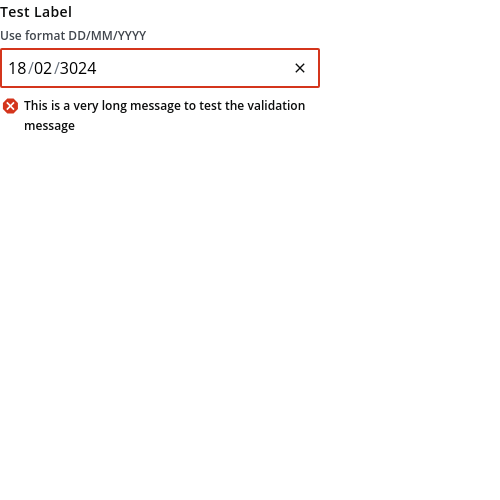 Test Label
Use format DD/MM/YYYY
18/02/3024
This is a very long message to test the validation
message